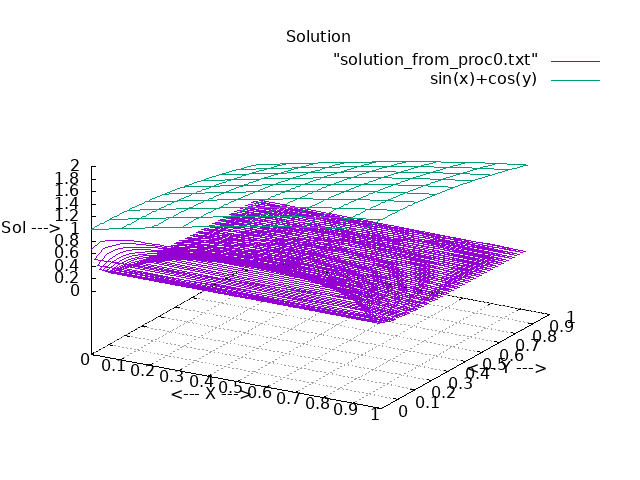 Solution
"solution_from_proc0.txt"
sin(x)+cos(y)
2
1.8
1.6
1.4
1.2
Sol ---> 1
0.8
0.6
0.4
0.2
0
0 0.1 0.2 0.3 0.4 0.5 0.6 0.7 0.8 0.9 1
<--- X --->
0 0.1 0.2 0.3 0.4 0.5 0.6 0.7 0.8 0.9 1
<--- Y --->